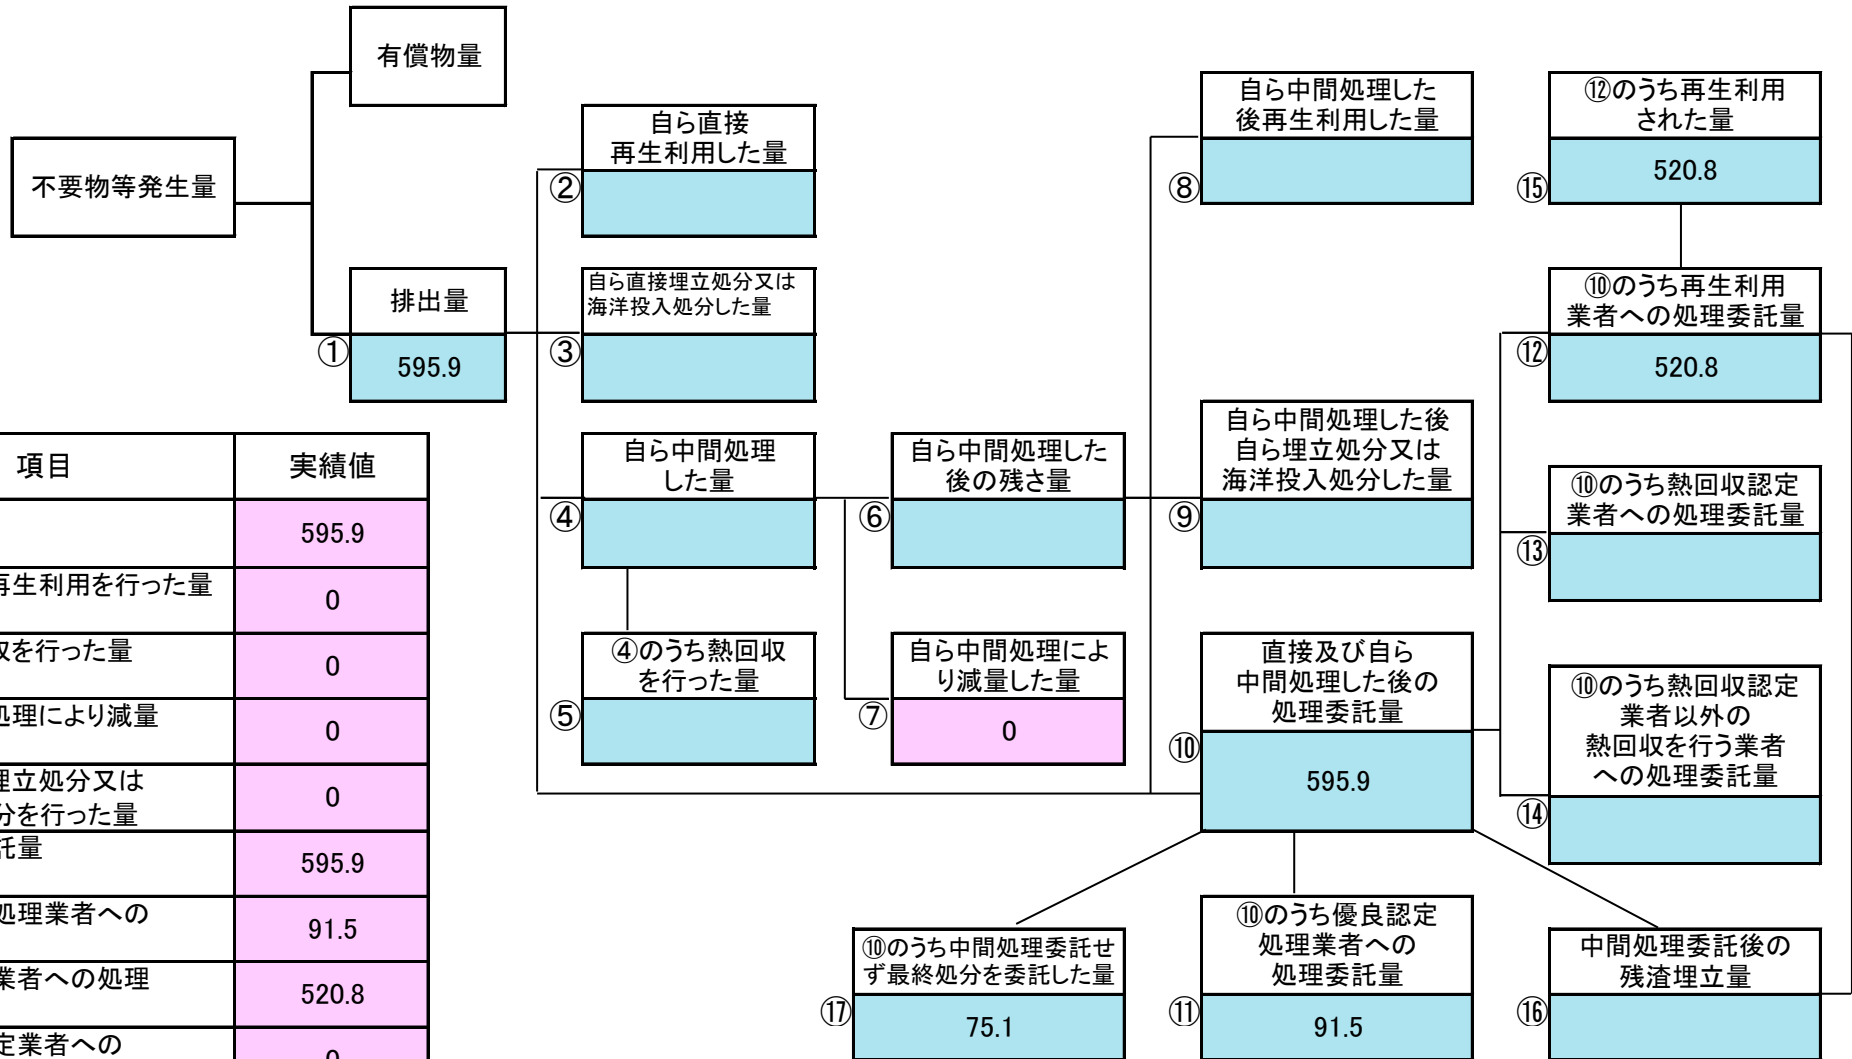 有償物量
不要物等発生量
排出量
①
595.9
自ら直接
再生利用した量
②
自ら直接埋立処分又は
海洋投入処分した量
③
自ら中間処理
した量
④
④のうち熱回収
を行った量
⑤
自ら中間処理した
後の残さ量
⑥
自ら中間処理によ
り減量した量
⑦
0
自ら中間処理した
後再生利用した量
⑧
自ら中間処理した後
自ら埋立処分又は
海洋投入処分した量
⑨
直接及び自ら
中間処理した後の
処理委託量
⑩
595.9
⑫のうち再生利用
された量
⑮
520.8
⑩のうち再生利用
業者への処理委託量
⑫
520.8
⑩のうち熱回収認定
業者への処理委託量
⑬
⑩のうち熱回収認定
業者以外の
熱回収を行う業者
への処理委託量
⑭
⑩のうち中間処理委託せ
ず最終処分を委託した量
⑰
75.1
⑩のうち優良認定
処理業者への
処理委託量
⑪
91.5
中間処理委託後の
残渣埋立量
⑯
項目 実績値
595.9
再生利用を行った量 0
を行った量 0
処理により減量 0
埋立処分又は
を行った量 0
託量 595.9
処理業者への 91.5
業者への処理 520.8
定業者への